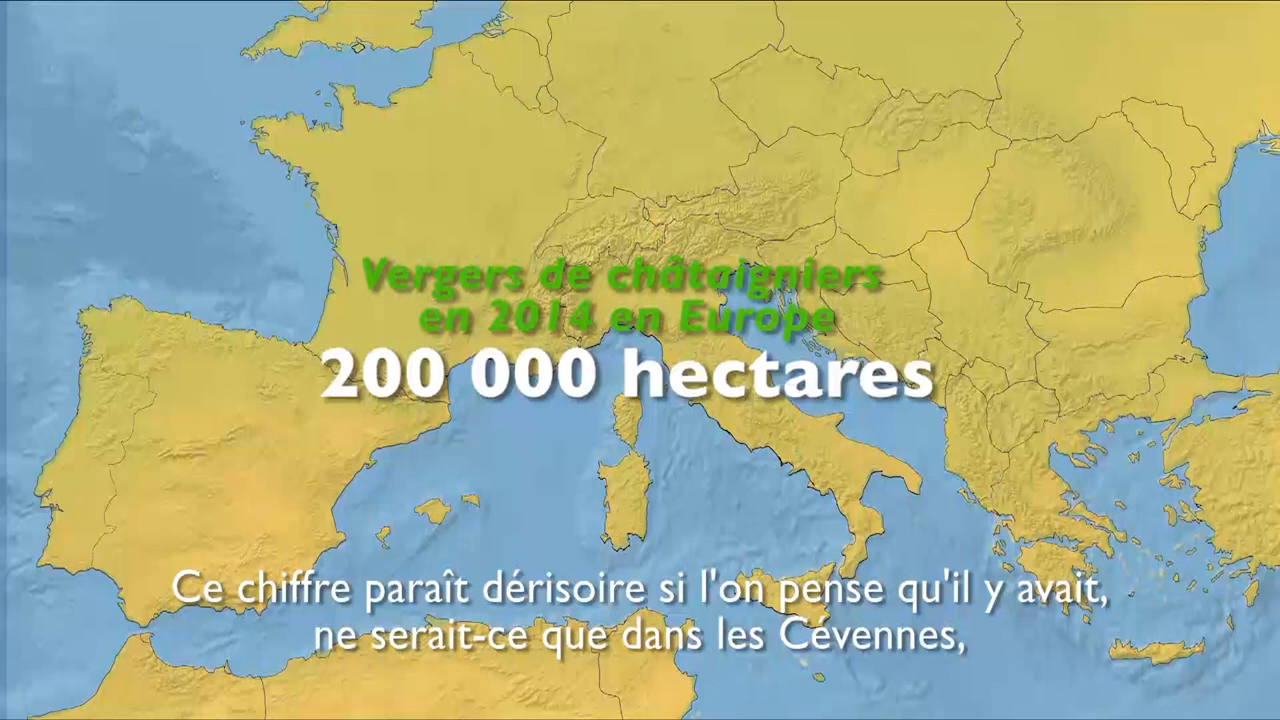 Vergers de châtaigniers
en 2014 en Europe
200 000 hectares
Ce chiffre paraît dérisoire si l'on pense qu'il y avait,
ne serait-ce que dans les Cévennes,